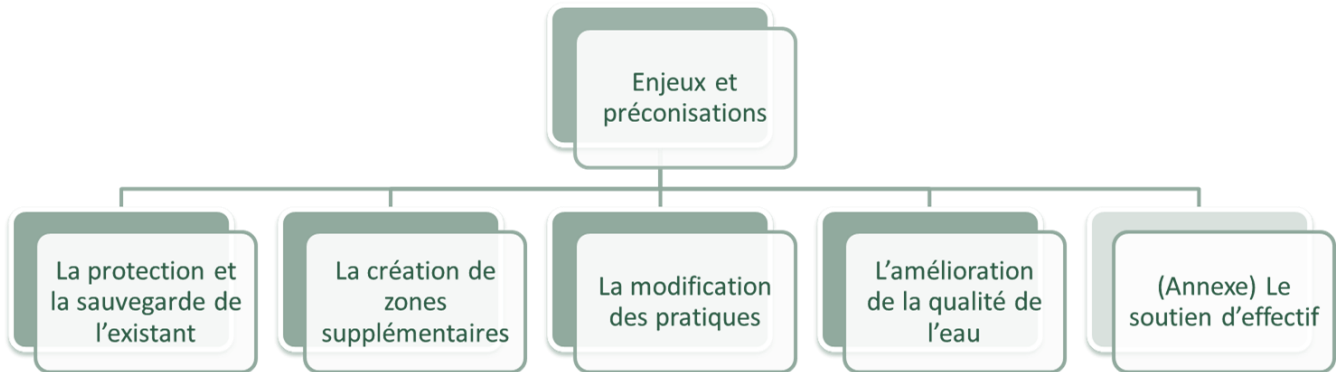 Enjeux et
préconisations
La protection et
la sauvegarde de
l’existant
La création de
zones
supplémentaires
La modification
des pratiques
L’amélioration
de la qualité de
l’eau
(Annexe) Le
soutien d’effectif